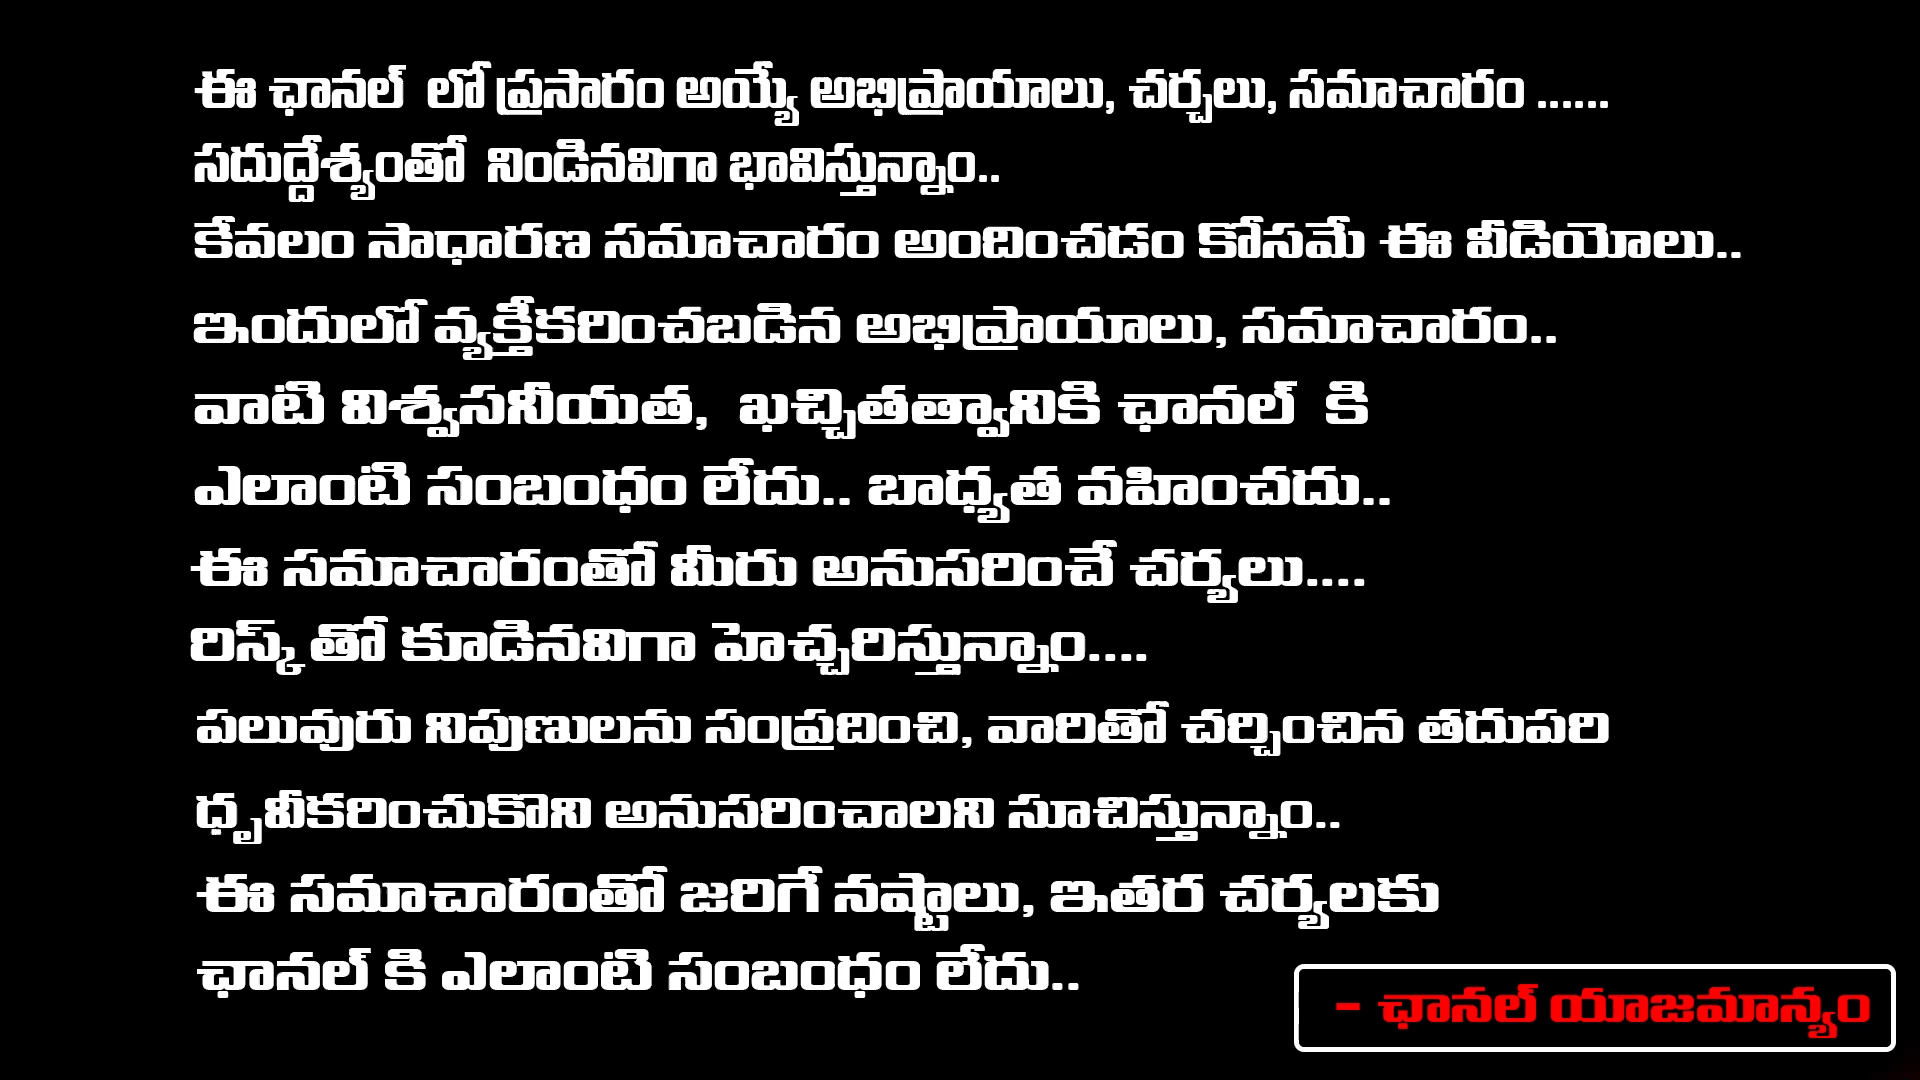 ఈ ఛానల్ లో ప్రసారం అయ్యే అభిప్రాయాలు, చర్చలు, సమాచారం ......
సదుద్దేశ్యంతో నిండినవిగా భావిస్తున్నాం..
కేవలం సాధారణ సమాచారం అందించడం కోసమే ఈ వీడియోలు..
ఇందులో వ్యక్తీకరించబడిన అభిప్రాయాలు, సమాచారం..
వాటి విశ్వసనీయత, ఖచ్చితత్వానికి ఛానల్ కి
ఎలాంటి సంబంధం లేదు.. బాధ్యత వహించదు..
ఈ సమాచారంతో మీరు అనుసరించే చర్యలు....
రిస్క్ తో కూడినవిగా హెచ్చరిస్తున్నాం....
పలువురు నిపుణులను సంప్రదించి, వారితో చర్చించిన తదుపరి
ధృవీకరించుకొని అనుసరించాలని సూచిస్తున్నాం..
ఈ సమాచారంతో జరిగే నష్టాలు, ఇతర చర్యలకు
ఛానల్ కి ఎలాంటి సంబంధం లేదు..
- ఛానల్ యాజమాన్యం